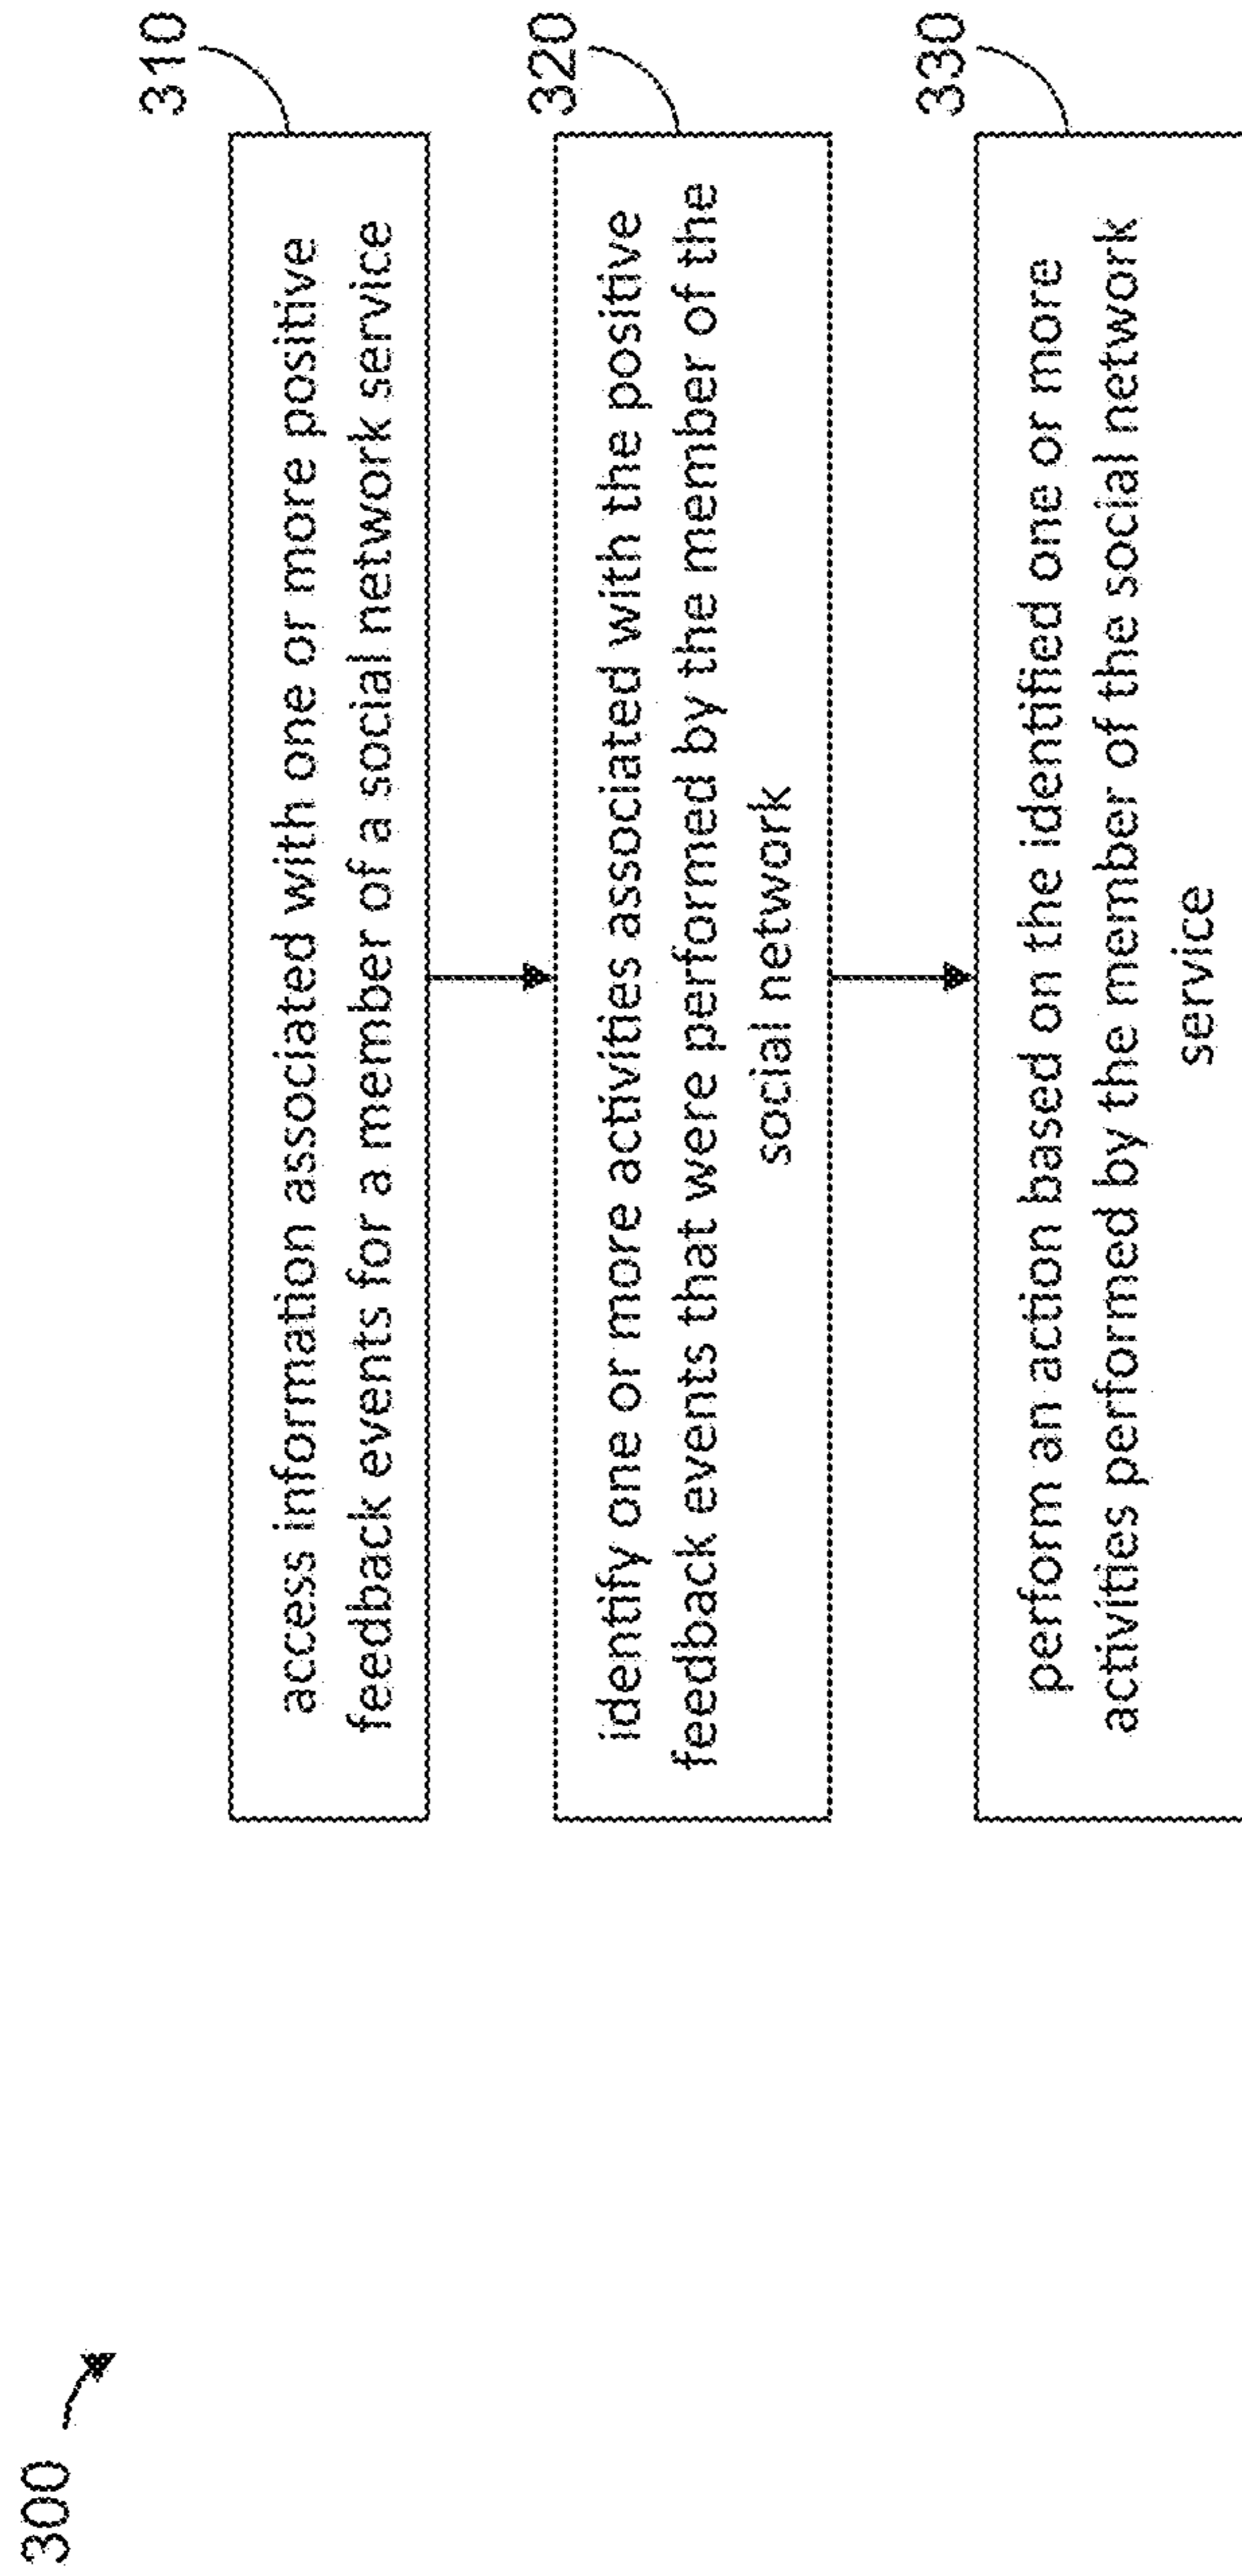 300
310
access information associated with one or more positive
feedback events for a member of a social network service
320
identify one or more activities associated with the positive
feedback events that were performed by the member of the
social network
330
perform an action based on the identified one or more
activities performed by the member of the social network
service